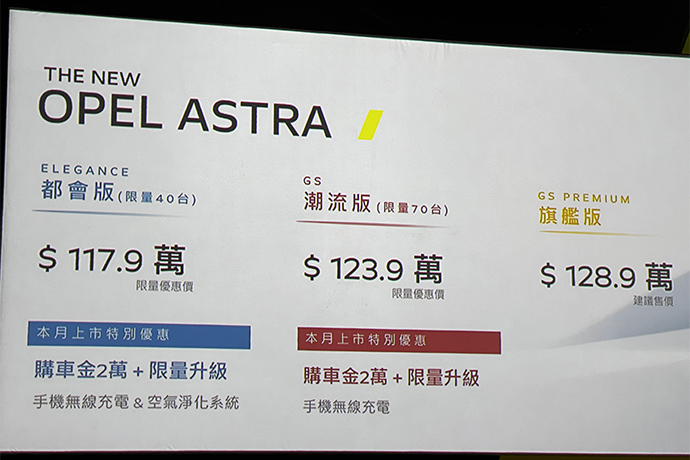 THE NEW
OPEL ASTRA
ELEGANCE
都會版(限量40台)
$ 117.9 萬
限量優惠價
本月上市特別優惠
購車金2萬 + 限量升級
手機無線充電 & 空氣淨化系統
GS
潮流版(限量70台)
$ 123.9 萬
限量優惠價
本月上市特別優惠
購車金2萬 + 限量升級
手機無線充電
GS PREMIUM
旗艦版
$ 128.9 萬
建議售價